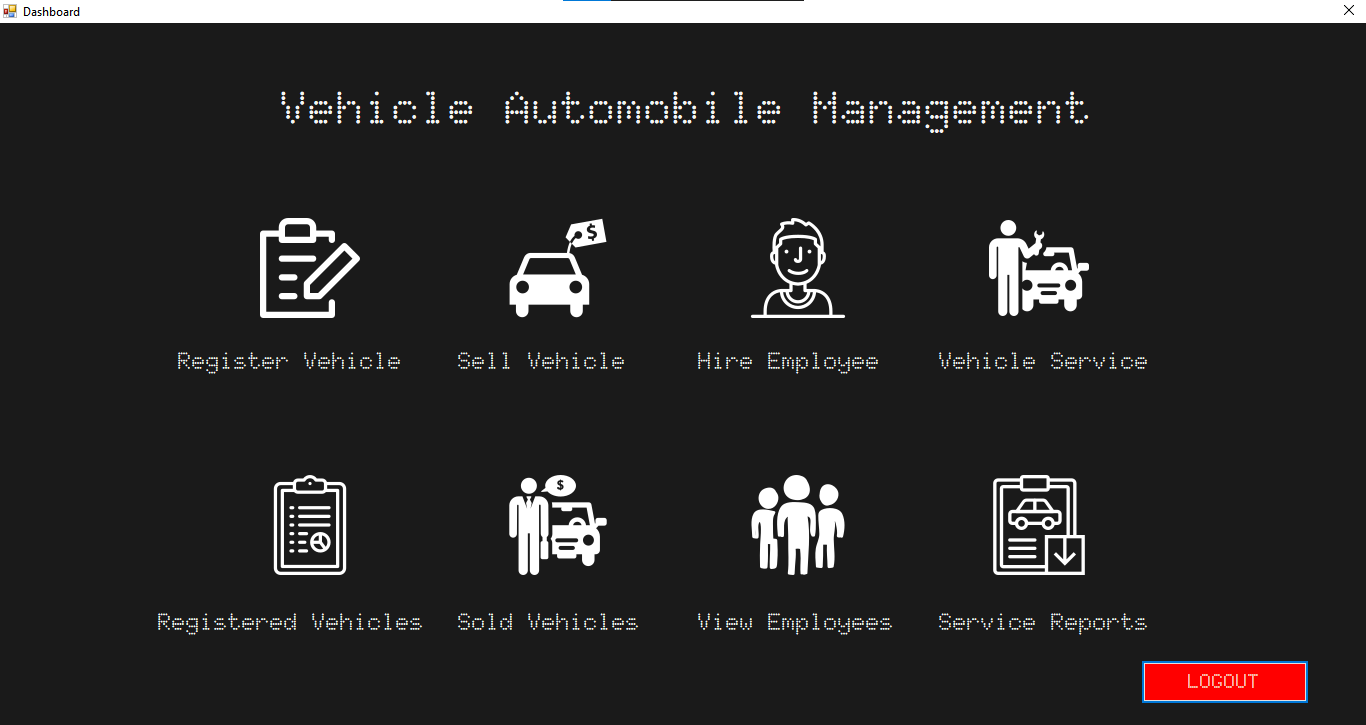 Dashboard
Vehicle Automobile Management
$
Register Vehicle Sell Vehicle Hire Employee Vehicle Service
$
Registered Vehicles Sold Vehicles View Employees Service Reports
LOGOUT